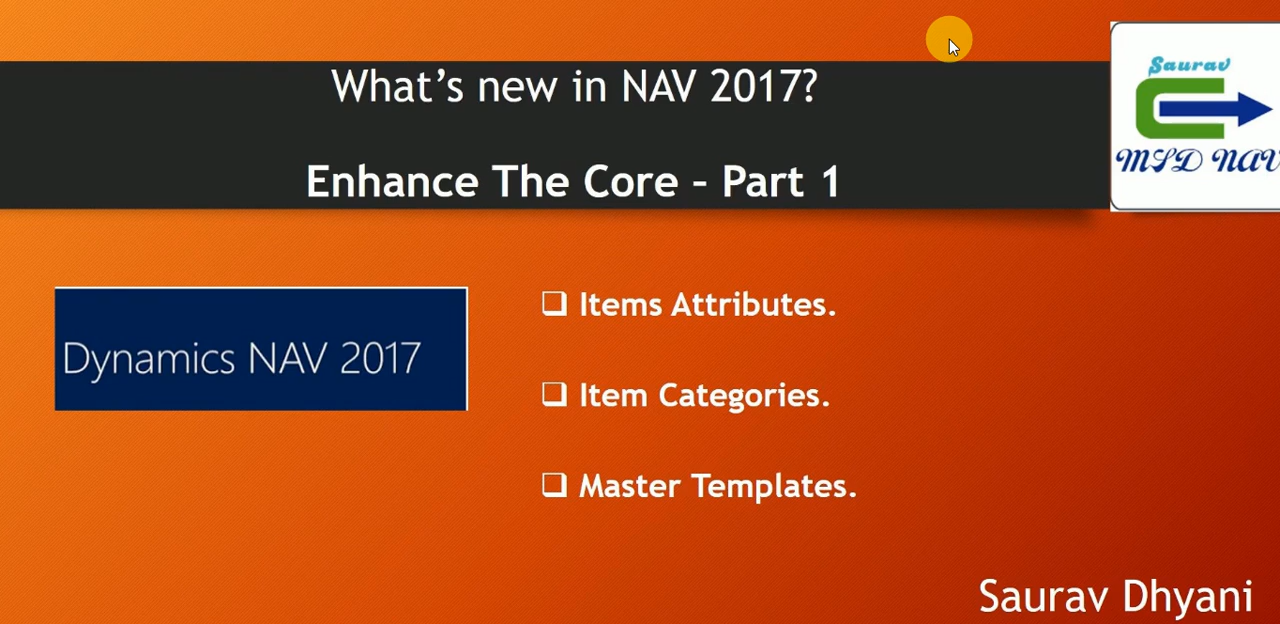 What's new in NAV 2017?
Enhance The Core - Part 1
Saurav
MSD NAV
Dynamics NAV 2017
Items Attributes.
Item Categories.
Master Templates.
Saurav Dhyani